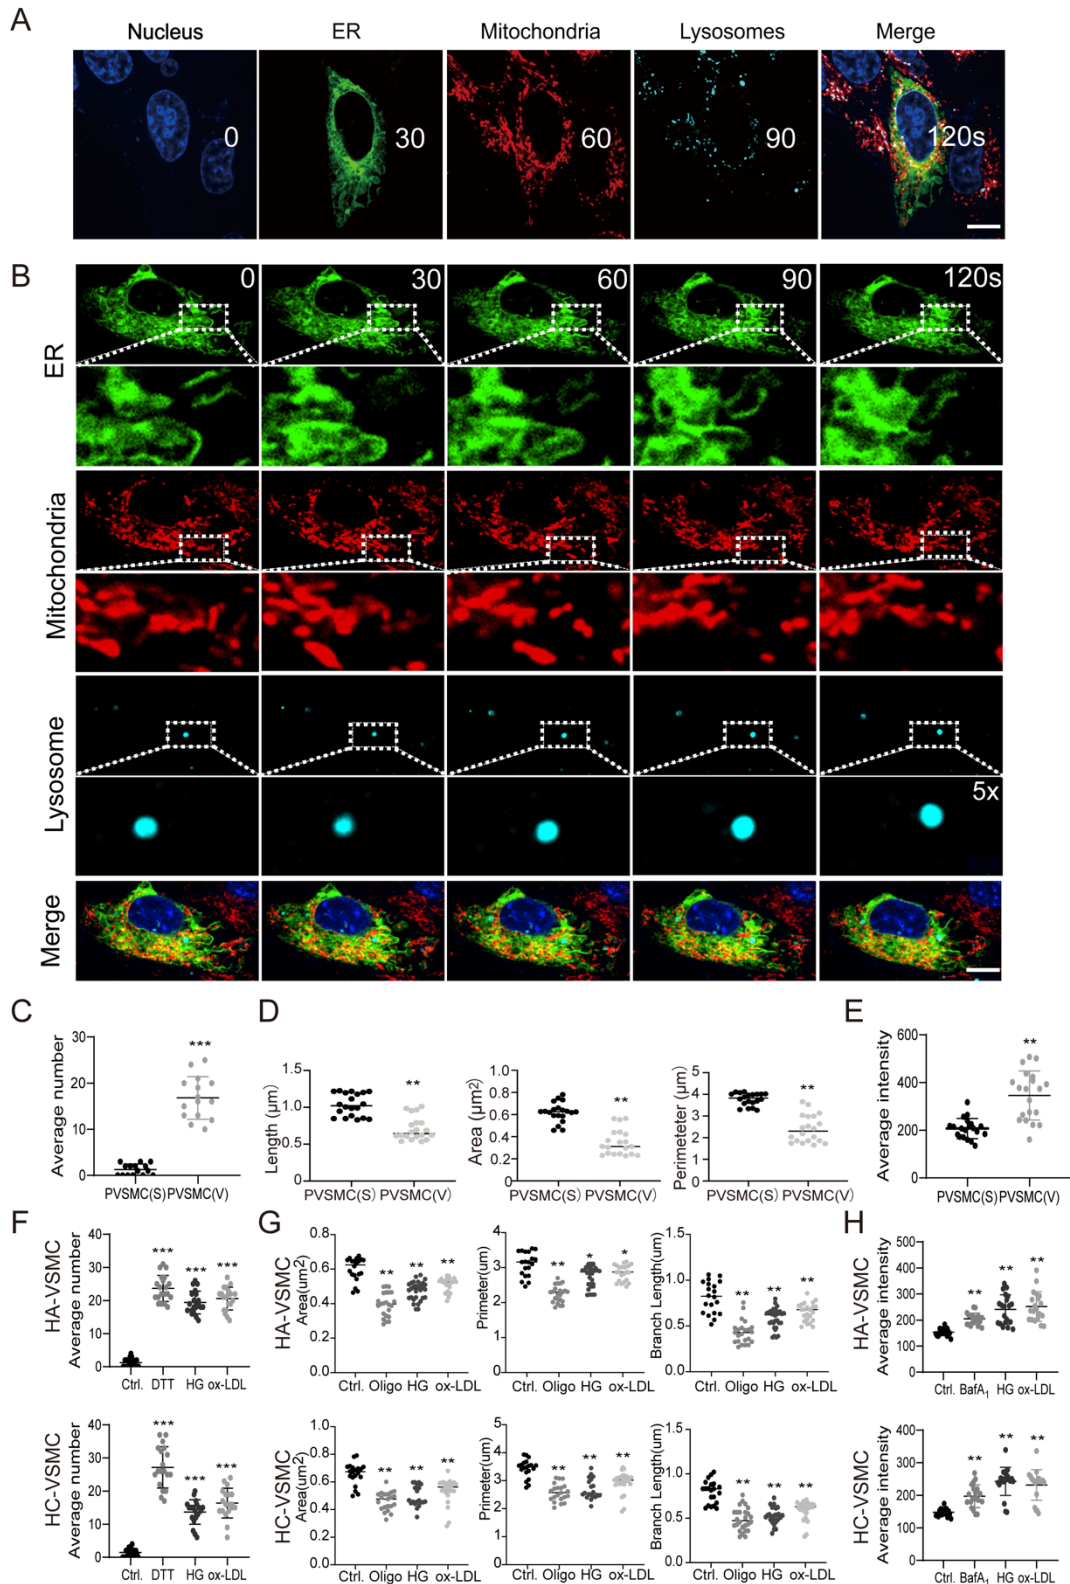 A
Nucleus ER Mitochondria Lysosomes Merge
0 30 60 90 120s
B
ER
0 30 60 90 120s
Mitochondria
Lysosome
5x
Merge
C
Average number
30
20
10
0
PVSMC(S) PVSMC(V)
***
D
Length (μm)
1.5
1.0
0.5
0
PVSMC(S) PVSMC(V)
**
Area (μm2)
1.0
0.8
0.6
0.4
0.2
0
PVSMC(S) PVSMC(V)
**
Perimeteter (μm)
5
4
3
2
1
0
PVSMC(S) PVSMC(V)
**
E
Average intensity
600
400
200
0
PVSMC(S) PVSMC(V)
**
F
HA-VSMC
Average number
40
30
20
10
0
*** *** ***
Ctrl. DTT HG ox-LDL
HC-VSMC
Average number
40
30
20
10
0
*** *** ***
Ctrl. DTT HG ox-LDL
G
HA-VSMC
Area(um2)
0.8
0.6
0.4
0.2
0.0
** ** **
Ctrl. Oligo HG ox-LDL
Primeter(um)
4
3
2
1
0
** * *
Ctrl. Oligo HG ox-LDL
Branch Length(um)
1.5
1.0
0.5
0.0
** ** **
Ctrl. Oligo HG ox-LDL
HC-VSMC
Area(um2)
1.0
0.8
0.6
0.4
0.2
0.0
** ** **
Ctrl. Oligo HG ox-LDL
Primeter(um)
5
4
3
2
1
0
** ** **
Ctrl. Oligo HG ox-LDL
Branch Length(um)
1.5
1.0
0.5
0.0
** ** **
Ctrl. Oligo HG ox-LDL
H
HA-VSMC
Average intensity
500
400
300
200
100
0
** ** **
Ctrl. BafA1 HG ox-LDL
HC-VSMC
Average intensity
400
300
200
100
0
** ** **
Ctrl. BafA1 HG ox-LDL